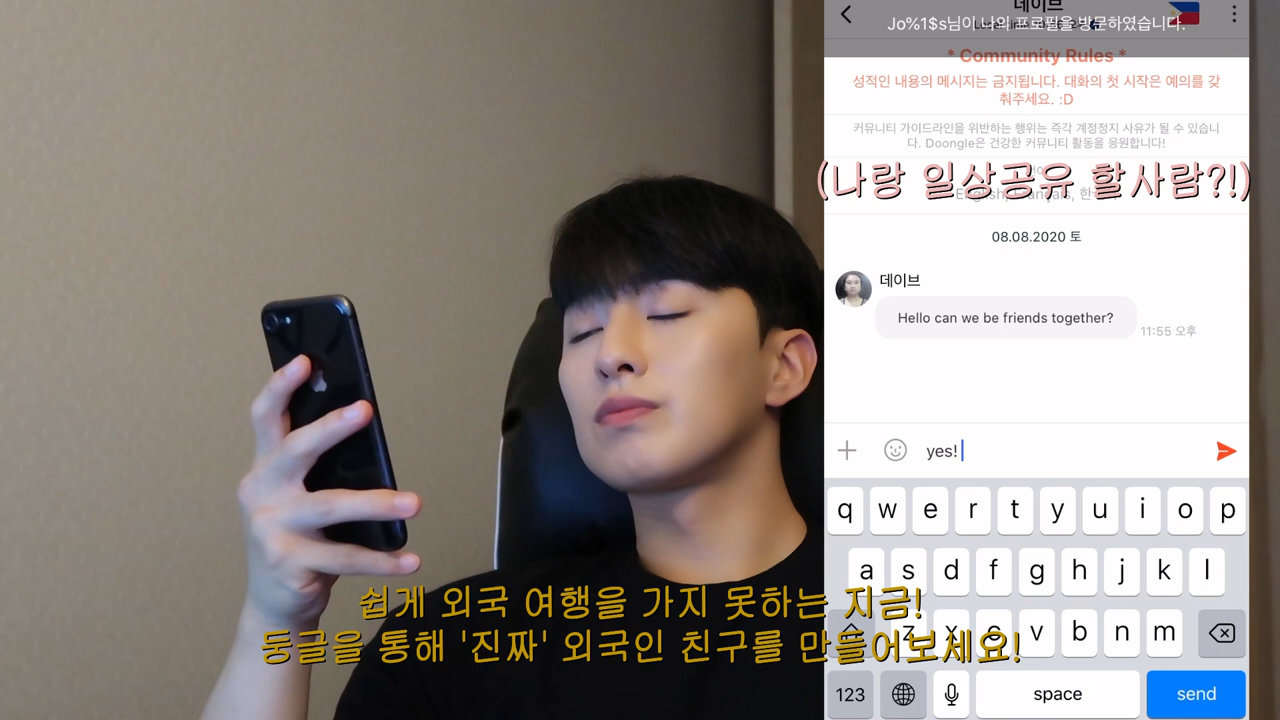 데이브
Jo%1$s님이 나의 프로필을 방문하였습니다.
* Community Rules *
성적인 내용의 메시지는 금지됩니다. 대화의 첫 시작은 예의를 갖
춰주세요. :D
커뮤니티 가이드라인을 위반하는 행위는 즉각 계정정지 사유가 될 수 있습니
다. Doongle은 건강한 커뮤니티 활동을 응원합니다!
(나랑 일상공유 할사람?!)
08.08.2020 토
데이브
Hello can we be friends together?
11:55 오후
yes!
q w e r t y u i o p
a s d f g h j k l
z x c v b n m
123 space send
쉽게 외국 여행을 가지 못하는 지금!
둥글을 통해 '진짜' 외국인 친구를 만들어보세요!